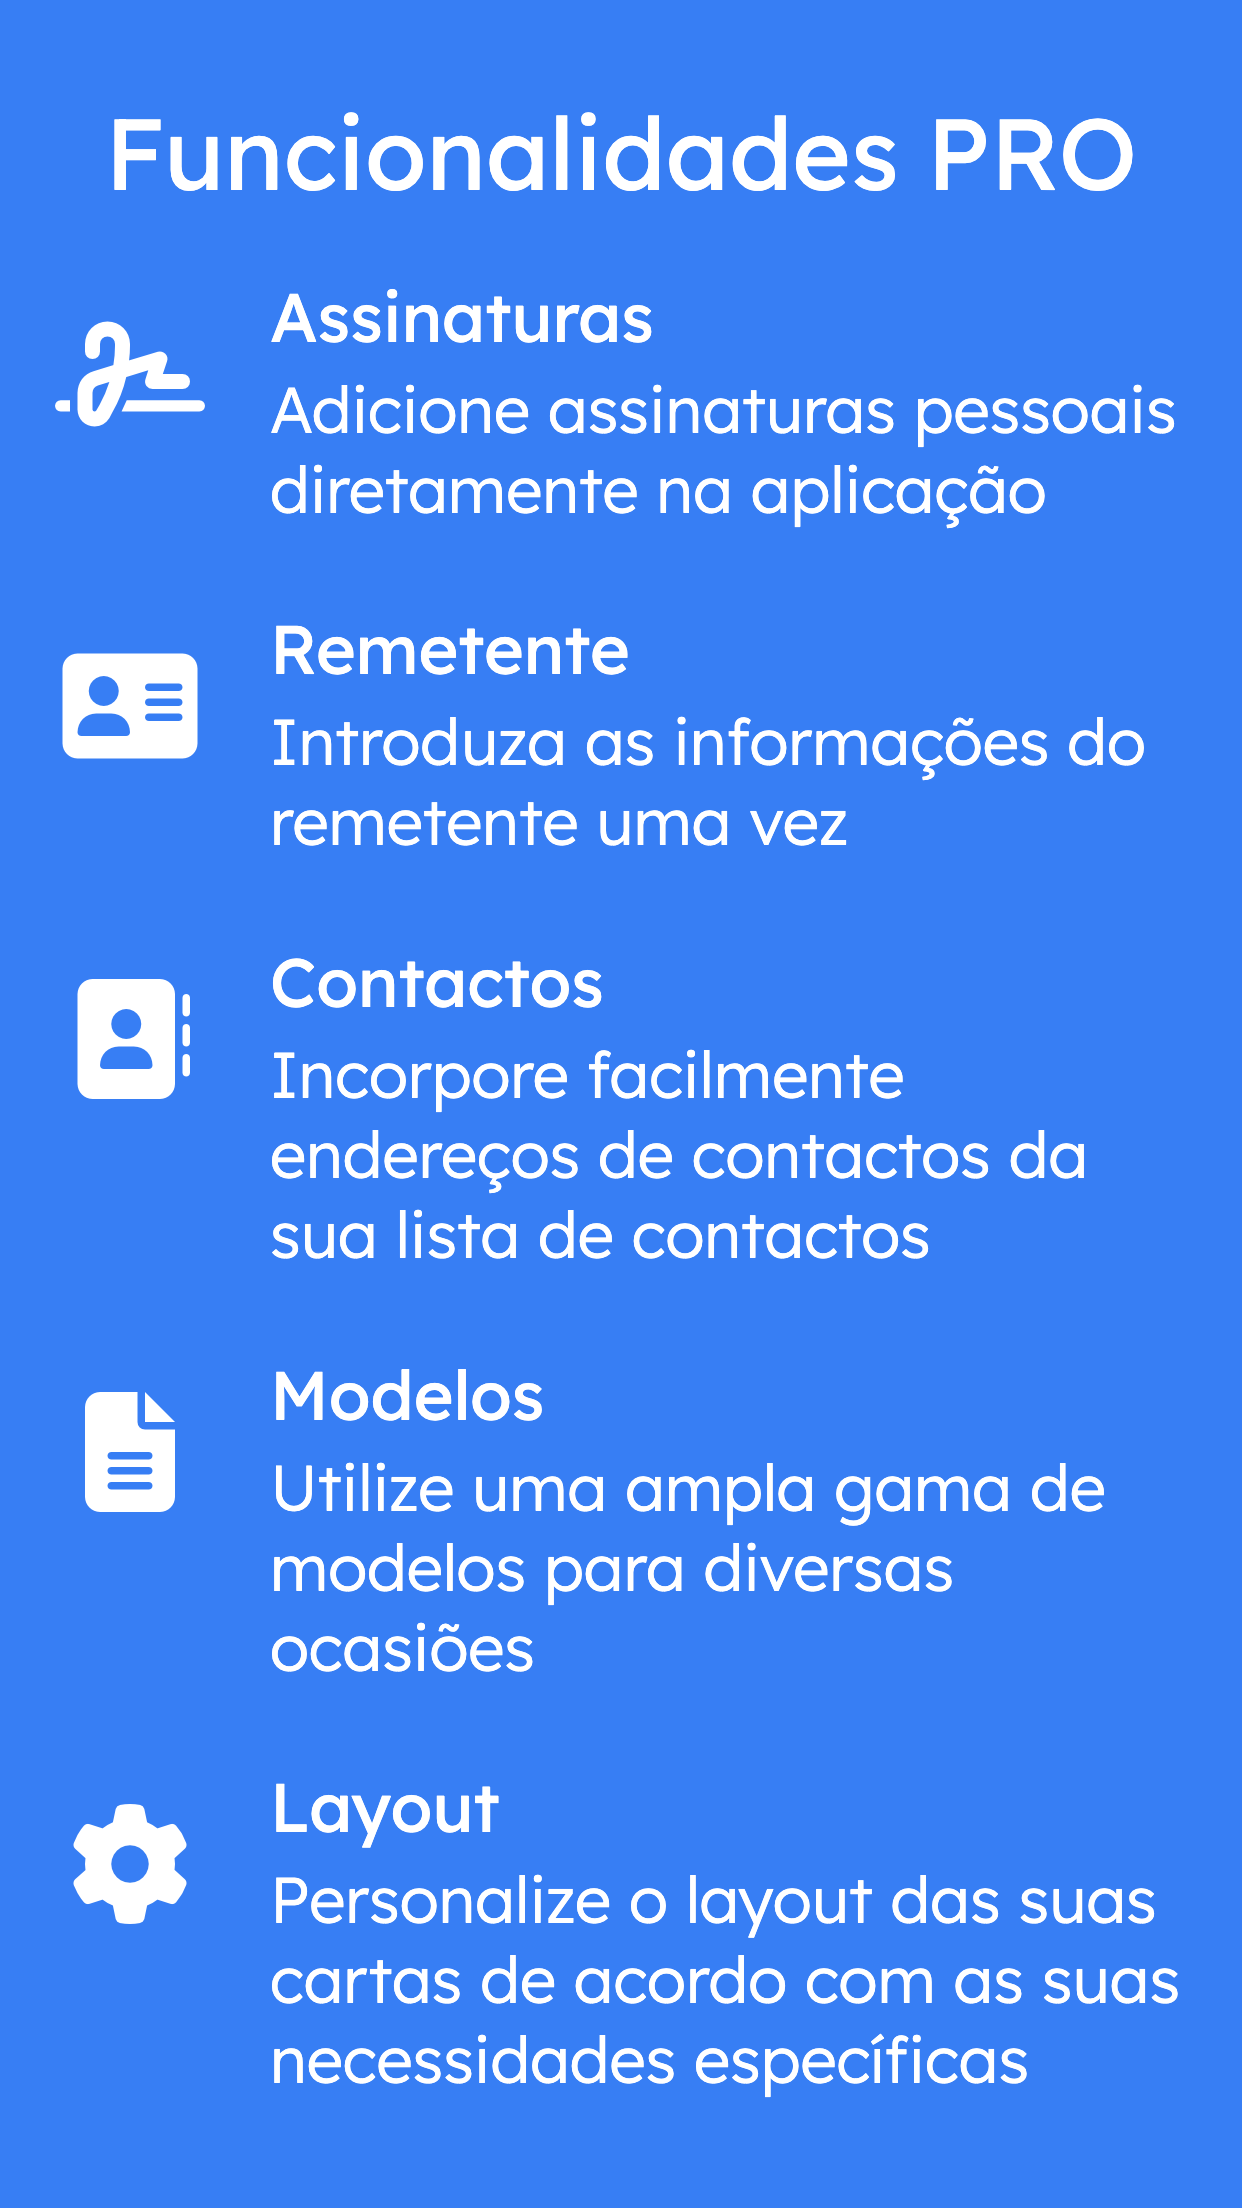 Funcionalidades PRO
Assinaturas
Adicione assinaturas pessoais
diretamente na aplicação
Remetente
Introduza as informações do
remetente uma vez
Contactos
Incorpore facilmente
endereços de contactos da
sua lista de contactos
Modelos
Utilize uma ampla gama de
modelos para diversas
ocasiões
Layout
Personalize o layout das suas
cartas de acordo com as suas
necessidades específicas